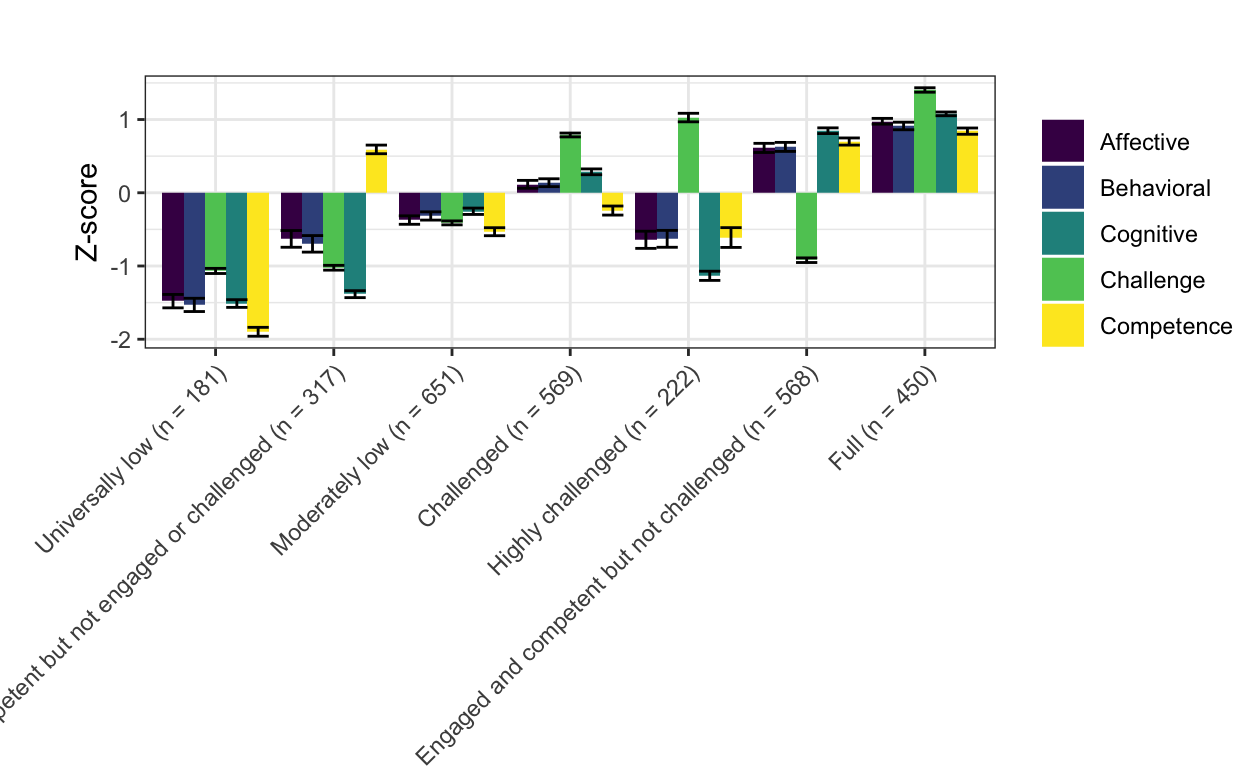 Z-score
1
0
-1
-2
Universally low (n = 181)
but not engaged or challenged (n = 317)
Moderately low (n = 651)
Challenged (n = 569)
Highly challenged (n = 222)
Engaged and competent but not challenged (n = 568)
Full (n = 450)
Affective
Behavioral
Cognitive
Challenge
Competence